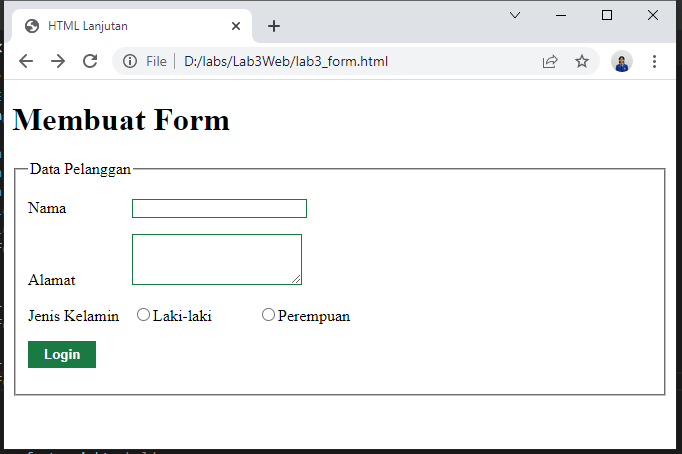 HTML Lanjutan
File D:/labs/Lab3Web/lab3_form.html
Membuat Form
Data Pelanggan
Nama
Alamat
Jenis Kelamin Laki-laki Perempuan
Login